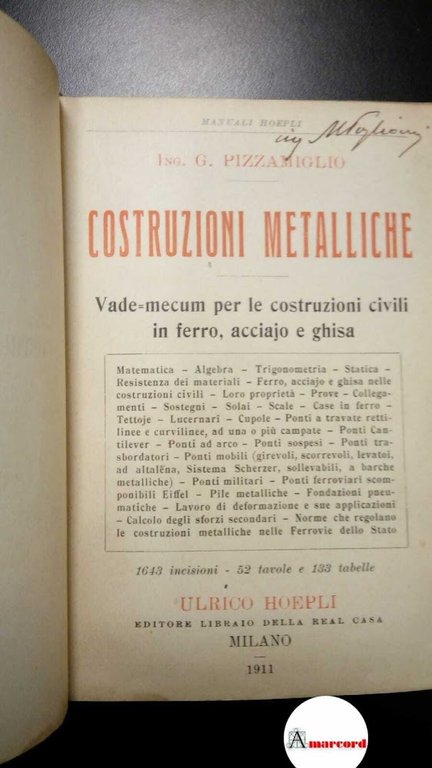 MANUALI HOEPLI
ing
ING. G. PIZZAMIGLIO
COSTRUZIONI METALLICHE
Vade=mecum per le costruzioni civili
in ferro, acciajo e ghisa
Matematica – Algebra – Trigonometria – Statica –
Resistenza dei materiali – Ferro, acciajo e ghisa nelle
costruzioni civili – Loro proprietà – Prove – Collega-
menti – Sostegni – Solai – Scale – Case in ferro –
Tettoje – Lucernari – Cupole – Ponti a travate retti-
linee e curvilinee, ad una o più campate – Ponti Can-
tilever – Ponti ad arco – Ponti sospesi – Ponti tra-
sbordatori – Ponti mobili (girevoli, scorrevoli, levatoi,
ad altalëna, Sistema Scherzer, sollevabili, a barche
metalliche) – Ponti militari – Ponti ferroviari scom-
ponibili Eiffel – Pile metalliche – Fondazioni pneu-
matiche – Lavoro di deformazione e sue applicazioni
– Calcolo degli sforzi secondari – Norme che regolano
le costruzioni metalliche nelle Ferrovie dello Stato
1643 incisioni - 52 tavole e 133 tabelle
ULRICO HOEPLI
EDITORE LIBRAIO DELLA REAL CASA
MILANO
1911
Amarcord